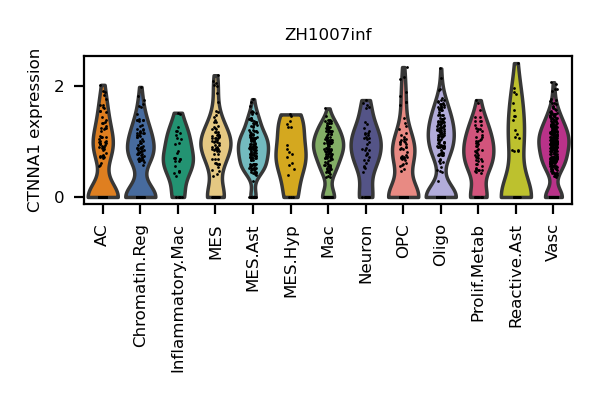 ZH1007inf
CTNNA1 expression
2
0
AC
Chromatin.Reg
Inflammatory.Mac
MES
MES.Ast
MES.Hyp
Mac
Neuron
OPC
Oligo
Prolif.Metab
Reactive.Ast
Vasc